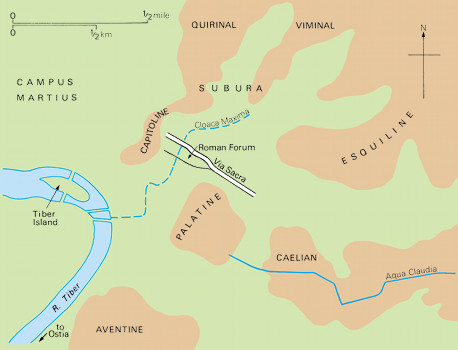 0 1/2 mile
0 1/2 km
QUIRINAL
VIMINAL
N
CAMPUS
MARTIUS
SUBURA
CAPITOLINE
Cloaca Maxima
Roman Forum
Via Sacra
ESQUILINE
Tiber
Island
PALATINE
CAELIAN
Aqua Claudia
R. Tiber
to
Ostia
AVENTINE